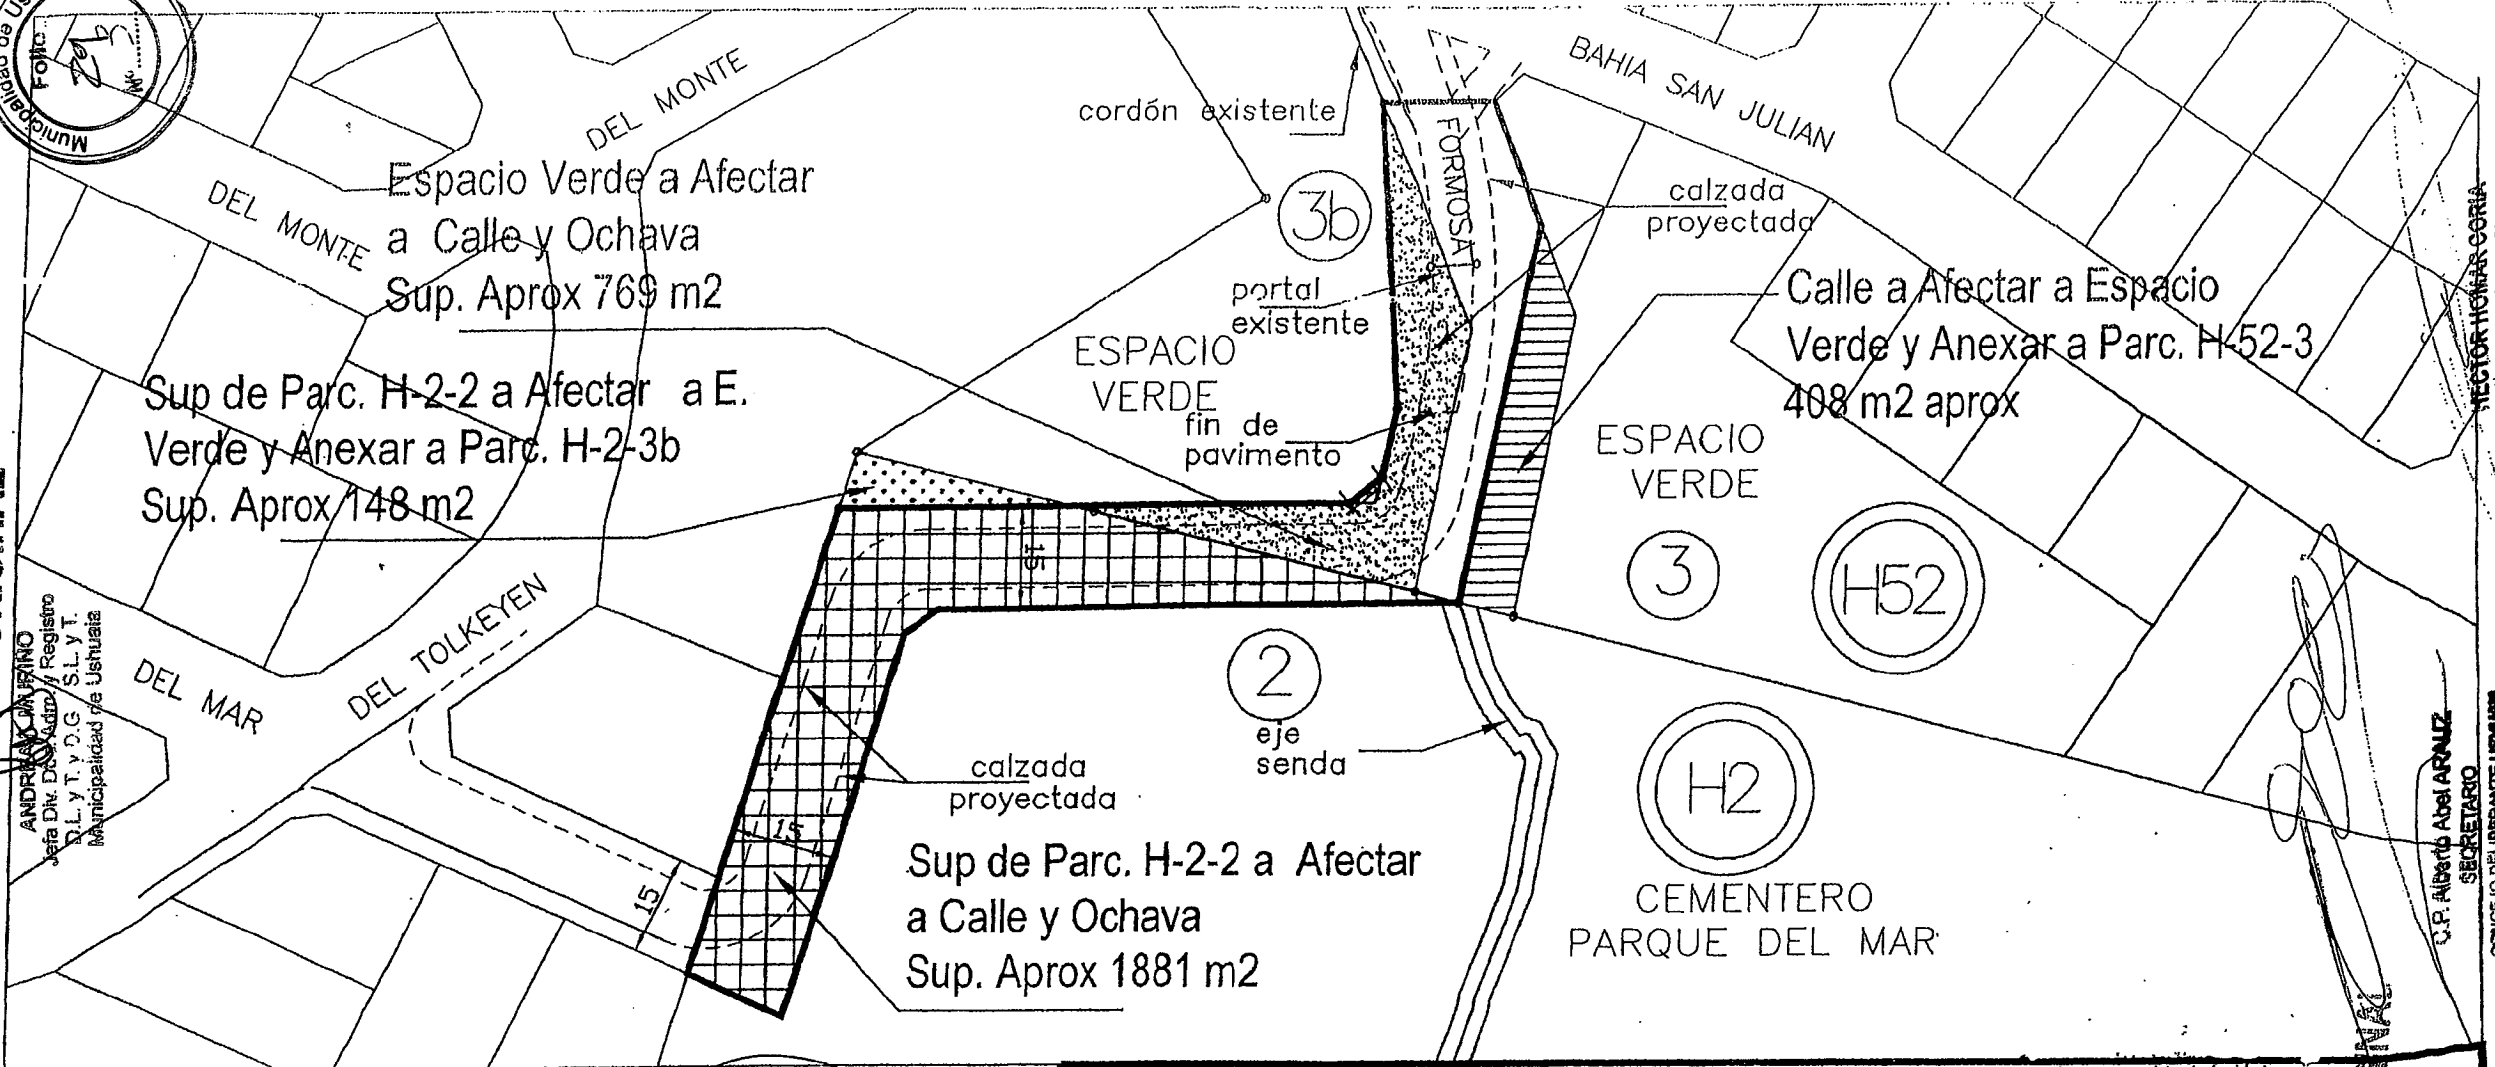 Municipalidad de Us
Folio
DEL MONTE
DEL MONTE
Espacio Verde a Afectar
a Calle y Ochava
Sup. Aprox 769 m2
Sup de Parc. H-2-2 a Afectar a E.
Verde y Anexar a Parc. H-2-3b
Sup. Aprox 148 m2
cordón existente
3b
FORMOSA
BAHIA SAN JULIAN
calzada
proyectada
portal
existente
ESPACIO
VERDE
fin de
pavimento
Calle a Afectar a Espacio
Verde y Anexar a Parc. H-52-3
408 m2 aprox
ESPACIO
VERDE
3
H52
15
2
eje
senda
H2
CEMENTERO
PARQUE DEL MAR
calzada
proyectada
15
Sup de Parc. H-2-2 a Afectar
a Calle y Ochava
Sup. Aprox 1881 m2
15
DEL TOLKEYEN
DEL MAR
Jefa Div. Doc. Adm. y Registro
D.L. y T. y D.G S.L. y T.
Municipalidad de Ushuaia
HECTOR HOMAR CORIA
C.P. Alberto Abel ARAUZ
SECRETARIO